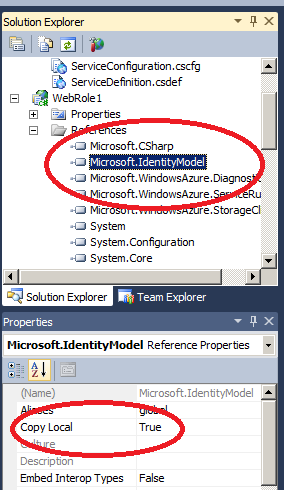 Solution Explorer
ServiceConfiguration.cscfg
ServiceDefinition.csdef
WebRole1
Properties
References
Microsoft.CSharp
Microsoft.IdentityModel
Microsoft.WindowsAzure.Diagnost
Microsoft.WindowsAzure.ServiceRu
Microsoft.WindowsAzure.StorageCl
System
System.Configuration
System.Core
Solution Explorer Team Explorer
Properties
Microsoft.IdentityModel Reference Properties
(Name) Microsoft.IdentityModel
Aliases global
Copy Local True
Culture
Description
Embed Interop Types False